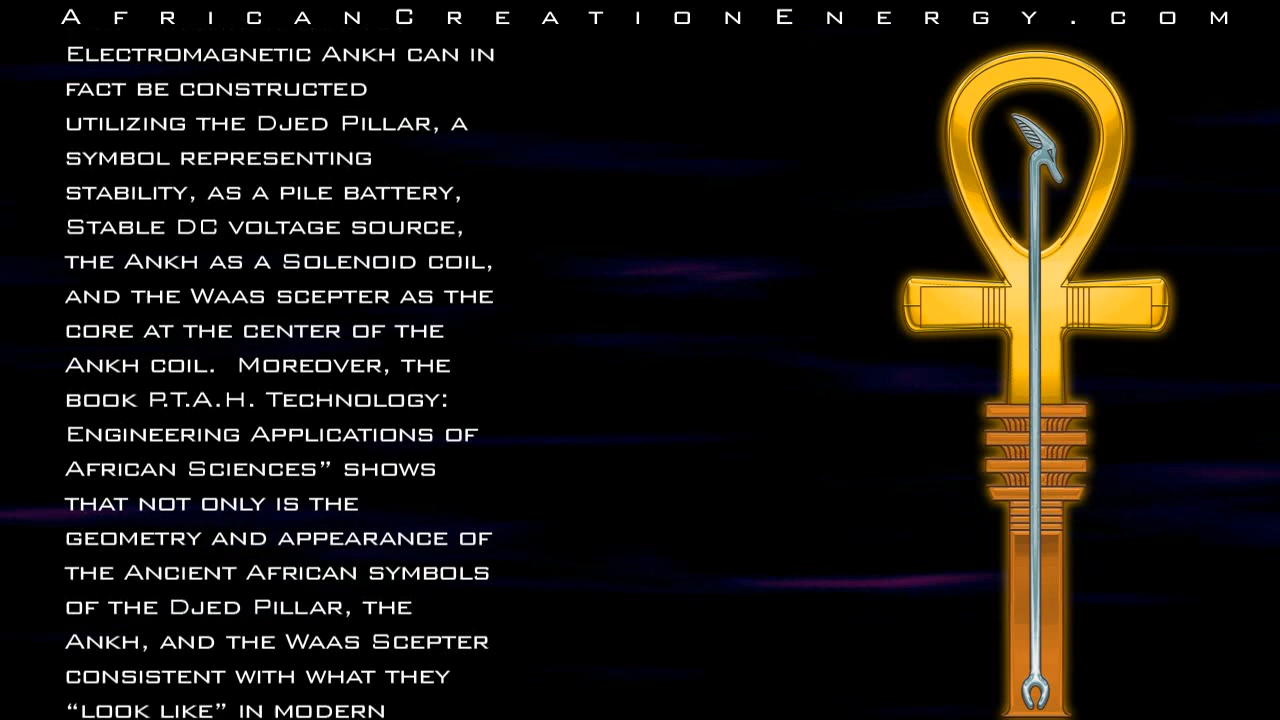 AfricanCreationEnergy.com
Electromagnetic Ankh can in
fact be constructed
utilizing the Djed Pillar, a
symbol representing
stability, as a pile battery,
Stable DC voltage source,
the Ankh as a Solenoid coil,
and the Waas scepter as the
core at the center of the
Ankh coil.  Moreover, the
book P.T.A.H. Technology:
Engineering Applications of
African Sciences” shows
that not only is the
geometry and appearance of
the Ancient African symbols
of the Djed Pillar, the
Ankh, and the Waas Scepter
consistent with what they
“look like” in modern